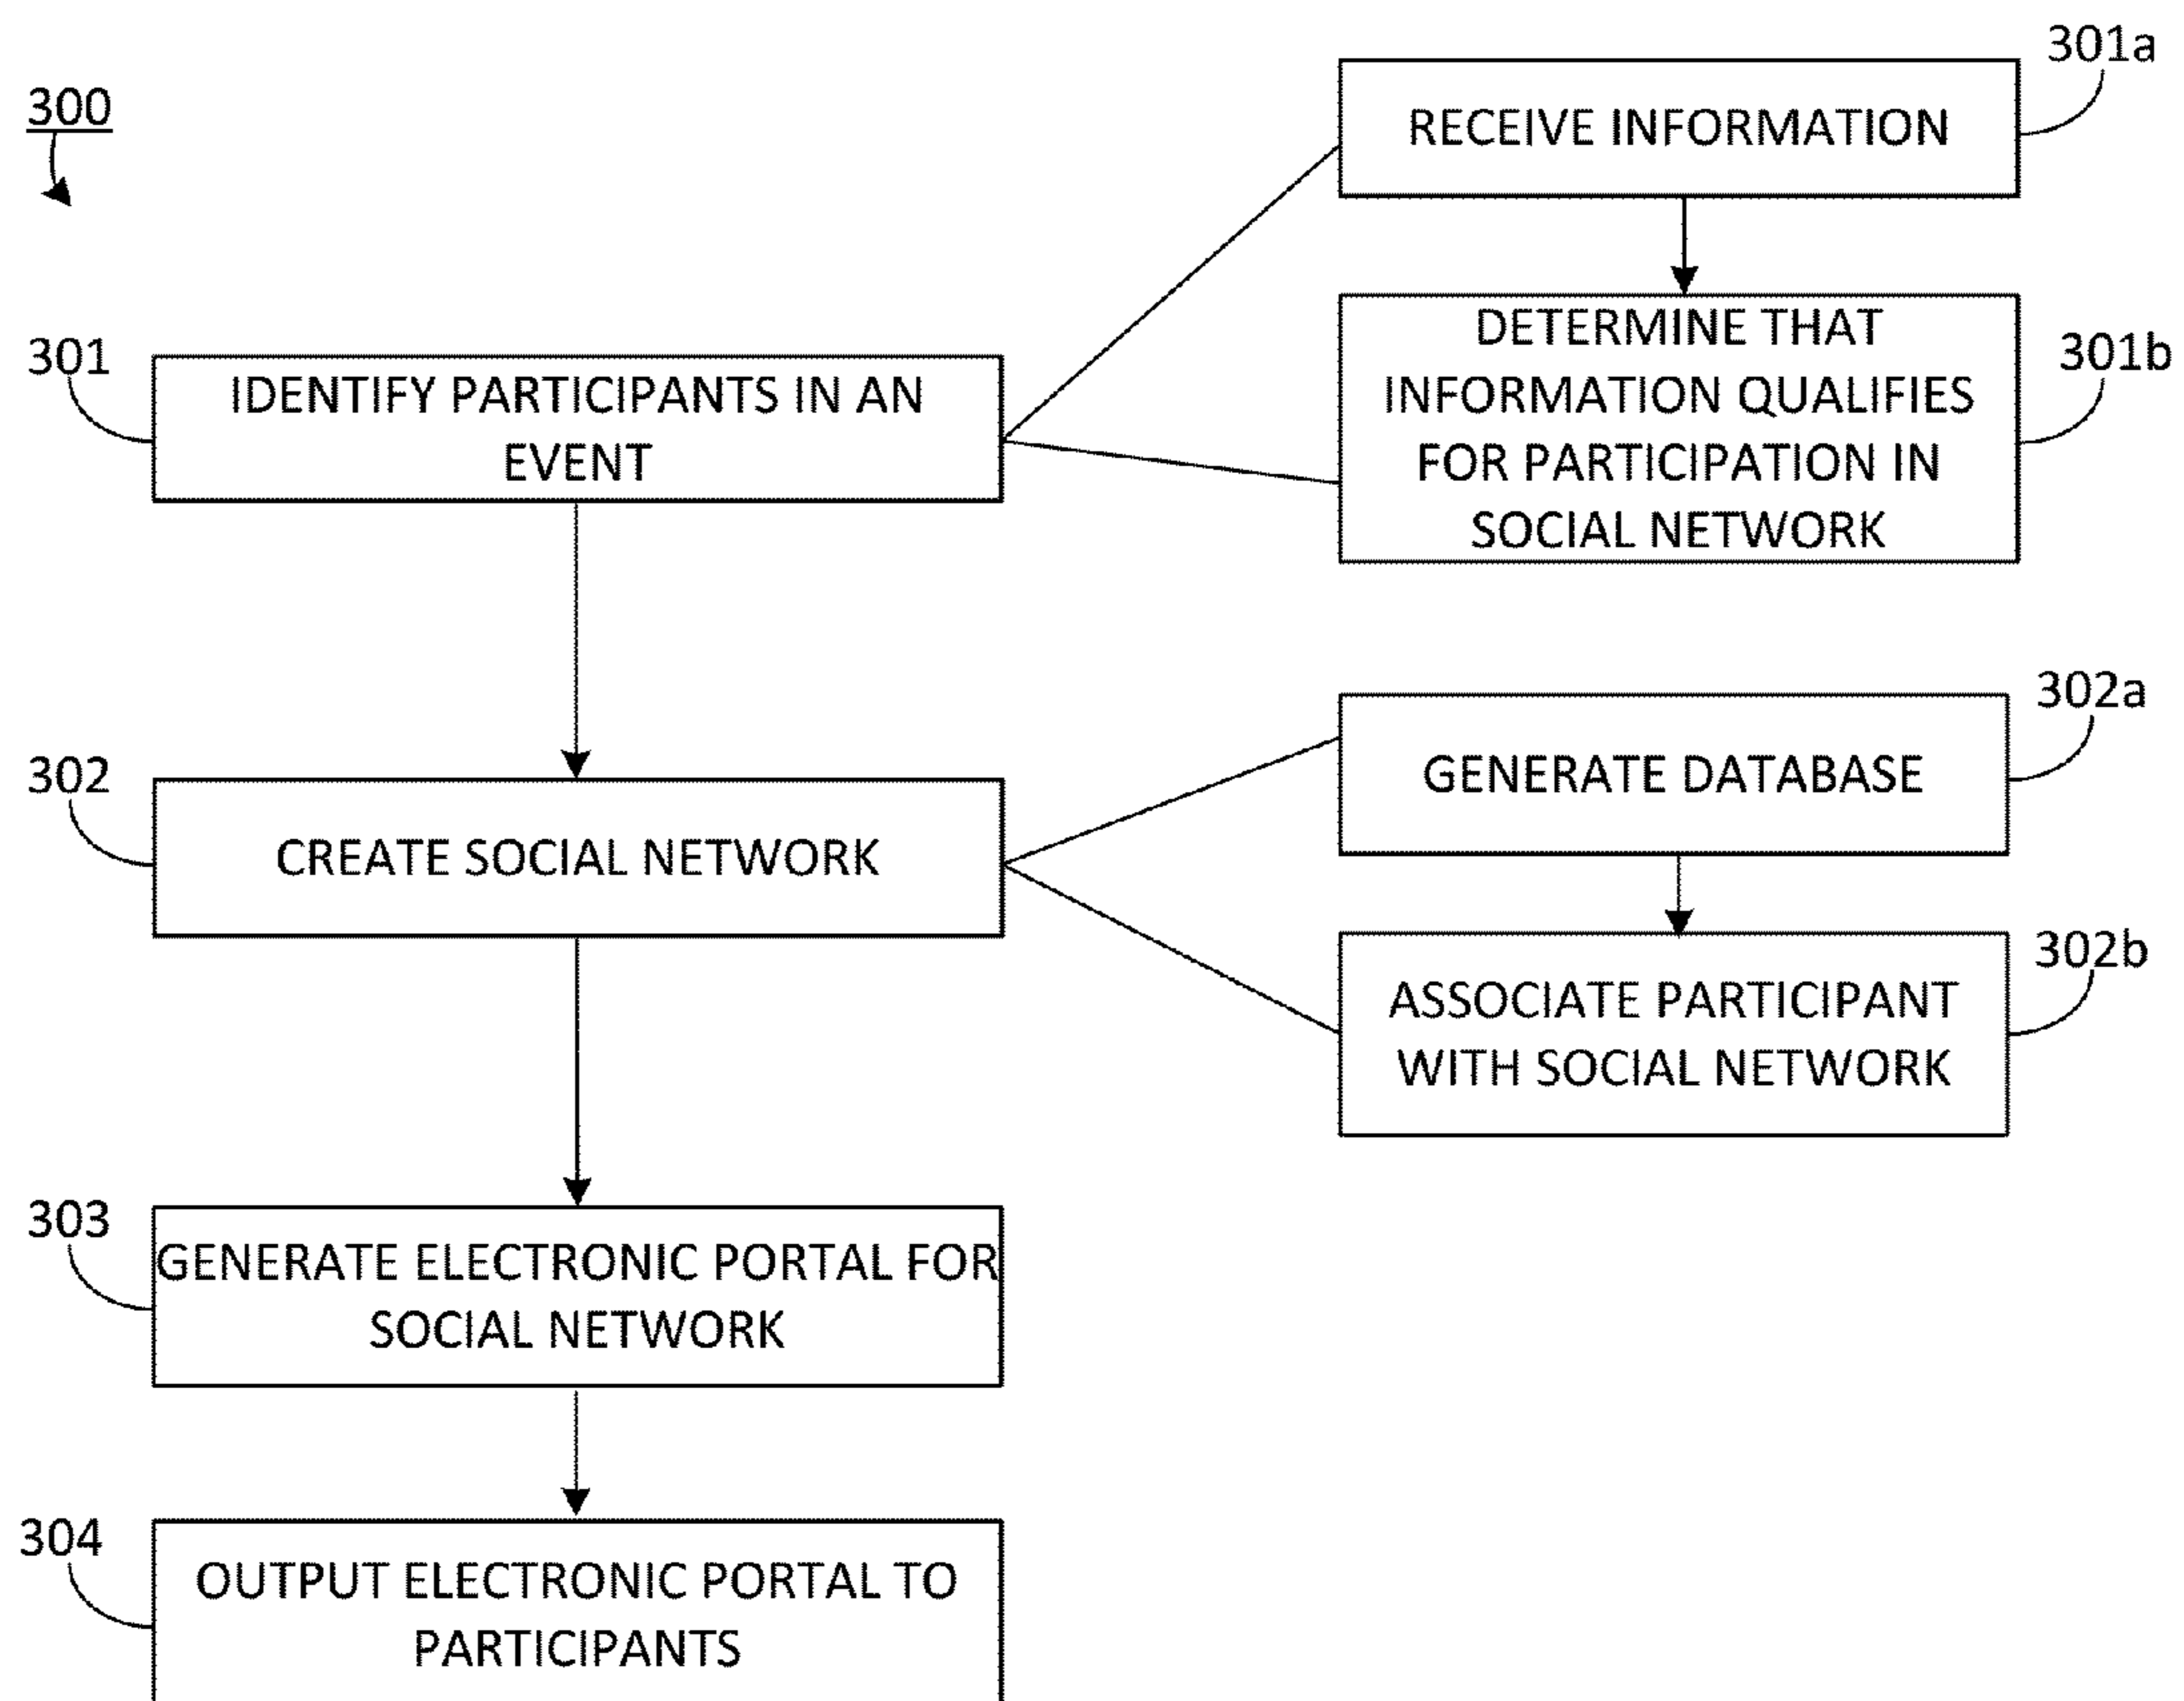 300
301
IDENTIFY PARTICIPANTS IN AN
EVENT
301a
RECEIVE INFORMATION
301b
DETERMINE THAT
INFORMATION QUALIFIES
FOR PARTICIPATION IN
SOCIAL NETWORK
302
CREATE SOCIAL NETWORK
302a
GENERATE DATABASE
302b
ASSOCIATE PARTICIPANT
WITH SOCIAL NETWORK
303
GENERATE ELECTRONIC PORTAL FOR
SOCIAL NETWORK
304
OUTPUT ELECTRONIC PORTAL TO
PARTICIPANTS